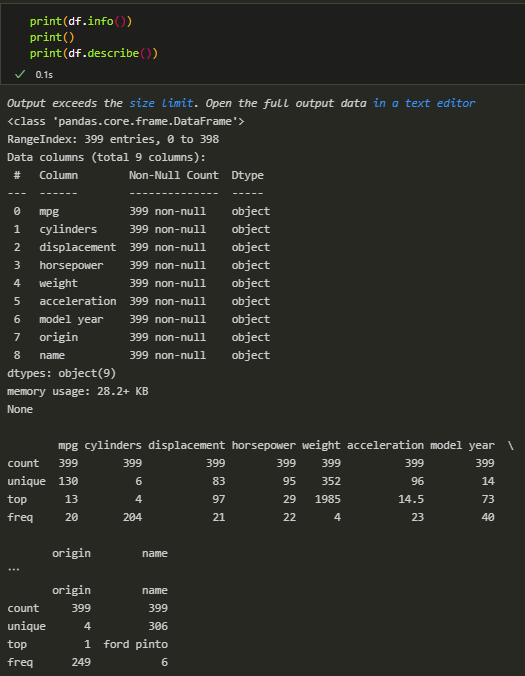 print(df.info())
print()
print(df.describe())
0.1s
Output exceeds the size limit. Open the full output data in a text editor
<class 'pandas.core.frame.DataFrame'>
RangeIndex: 399 entries, 0 to 398
Data columns (total 9 columns):
 #   Column        Non-Null Count  Dtype
---  ------        --------------  -----
 0   mpg           399 non-null    object
 1   cylinders     399 non-null    object
 2   displacement  399 non-null    object
 3   horsepower    399 non-null    object
 4   weight        399 non-null    object
 5   acceleration  399 non-null    object
 6   model year    399 non-null    object
 7   origin        399 non-null    object
 8   name          399 non-null    object
dtypes: object(9)
memory usage: 28.2+ KB
None
        mpg cylinders displacement horsepower weight acceleration model year  \
count   399       399          399        399    399          399        399
unique  130         6           83         95    352           96         14
top      13         4           97         29   1985         14.5         73
freq     20       204           21         22      4           23         40
       origin        name
...
       origin        name
count     399         399
unique      4         306
top         1  ford pinto
freq      249           6